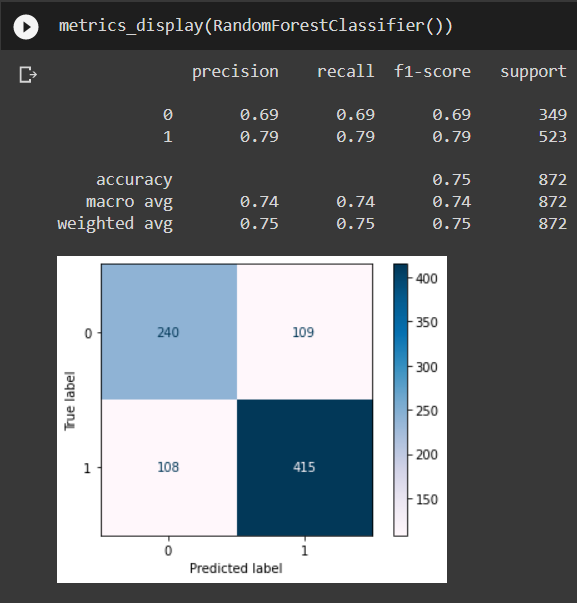 metrics_display(RandomForestClassifier())
precision recall f1-score support
0 0.69 0.69 0.69 349
1 0.79 0.79 0.79 523
accuracy 0.75 872
macro avg 0.74 0.74 0.74 872
weighted avg 0.75 0.75 0.75 872
400
350
300
250
200
150
True label
0
240 109
1
108 415
0 1
Predicted label